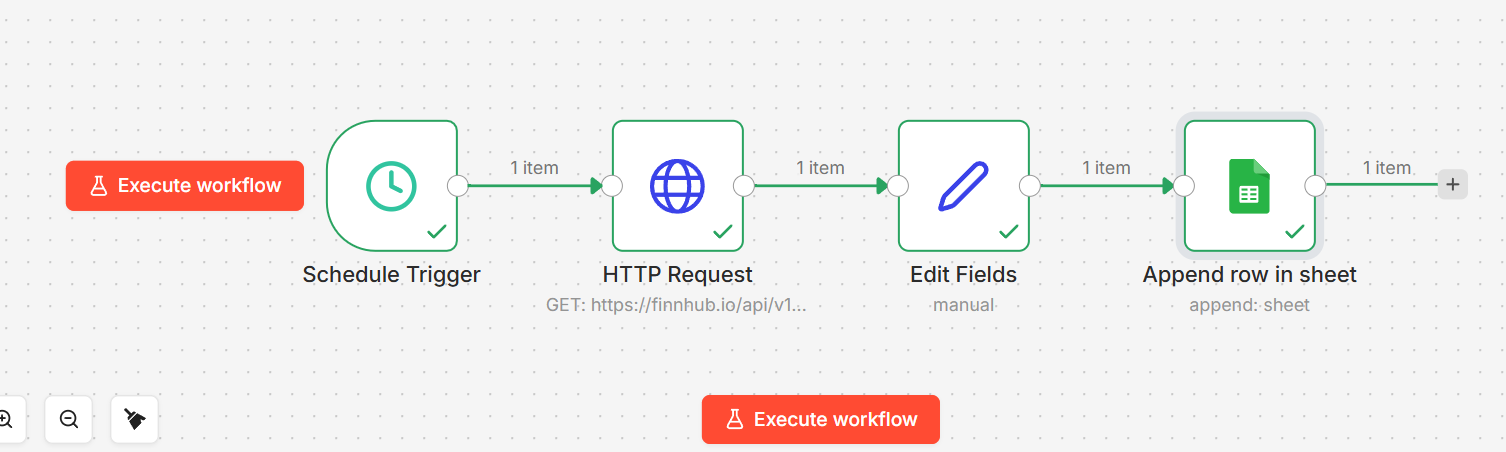 Execute workflow
1 item
1 item
1 item
1 item
Schedule Trigger
HTTP Request
GET: https://finnhub.io/api/v1...
Edit Fields
manual
Append row in sheet
append: sheet
Execute workflow